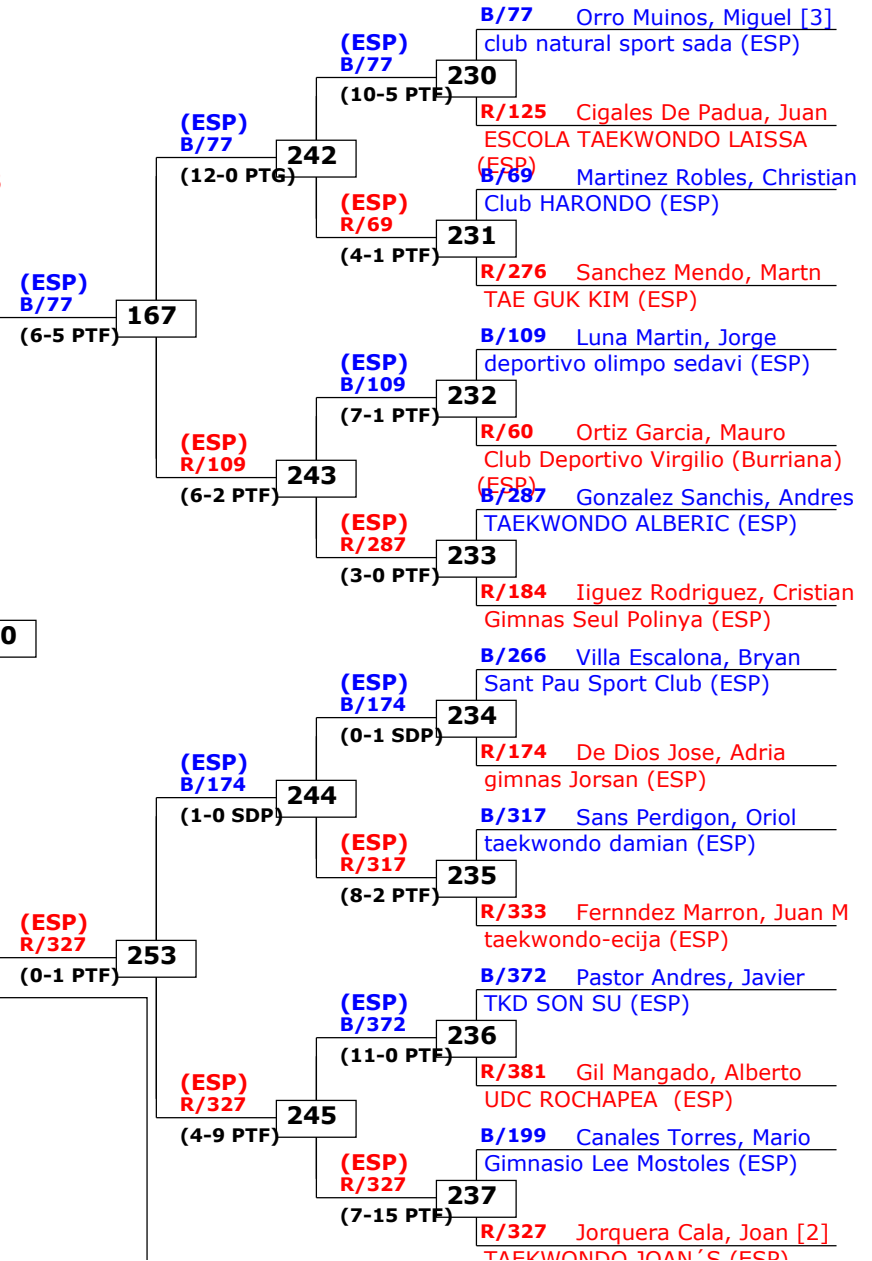 B/77 Orro Muinos, Miguel [3]
club natural sport sada (ESP)
(ESP)
B/77
230
(10-5 PTF)
R/125 Cigales De Padua, Juan
ESCOLA TAEKWONDO LAISSA
(ESP)
(ESP)
B/77
242
(12-0 PTG)
B/69 Martinez Robles, Christian
Club HARONDO (ESP)
(ESP)
R/69
231
(4-1 PTF)
R/276 Sanchez Mendo, Martn
TAE GUK KIM (ESP)
(ESP)
B/77
167
(6-5 PTF)
B/109 Luna Martin, Jorge
deportivo olimpo sedavi (ESP)
(ESP)
B/109
232
(7-1 PTF)
R/60 Ortiz Garcia, Mauro
Club Deportivo Virgilio (Burriana)
(ESP)
(ESP)
R/109
243
(6-2 PTF)
B/287 Gonzalez Sanchis, Andres
TAEKWONDO ALBERIC (ESP)
(ESP)
R/287
233
(3-0 PTF)
R/184 Iiguez Rodriguez, Cristian
Gimnas Seul Polinya (ESP)
0
B/266 Villa Escalona, Bryan
Sant Pau Sport Club (ESP)
(ESP)
B/174
234
(0-1 SDP)
R/174 De Dios Jose, Adria
gimnas Jorsan (ESP)
(ESP)
B/174
244
(1-0 SDP)
B/317 Sans Perdigon, Oriol
taekwondo damian (ESP)
(ESP)
R/317
235
(8-2 PTF)
R/333 Fernndez Marron, Juan M
taekwondo-ecija (ESP)
(ESP)
R/327
253
(0-1 PTF)
B/372 Pastor Andres, Javier
TKD SON SU (ESP)
(ESP)
B/372
236
(11-0 PTF)
R/381 Gil Mangado, Alberto
UDC ROCHAPEA (ESP)
(ESP)
R/327
245
(4-9 PTF)
B/199 Canales Torres, Mario
Gimnasio Lee Mostoles (ESP)
(ESP)
R/327
237
(7-15 PTF)
R/327 Jorquera Cala, Joan [2]
TAEKWONDO JOAN´S (ESP)